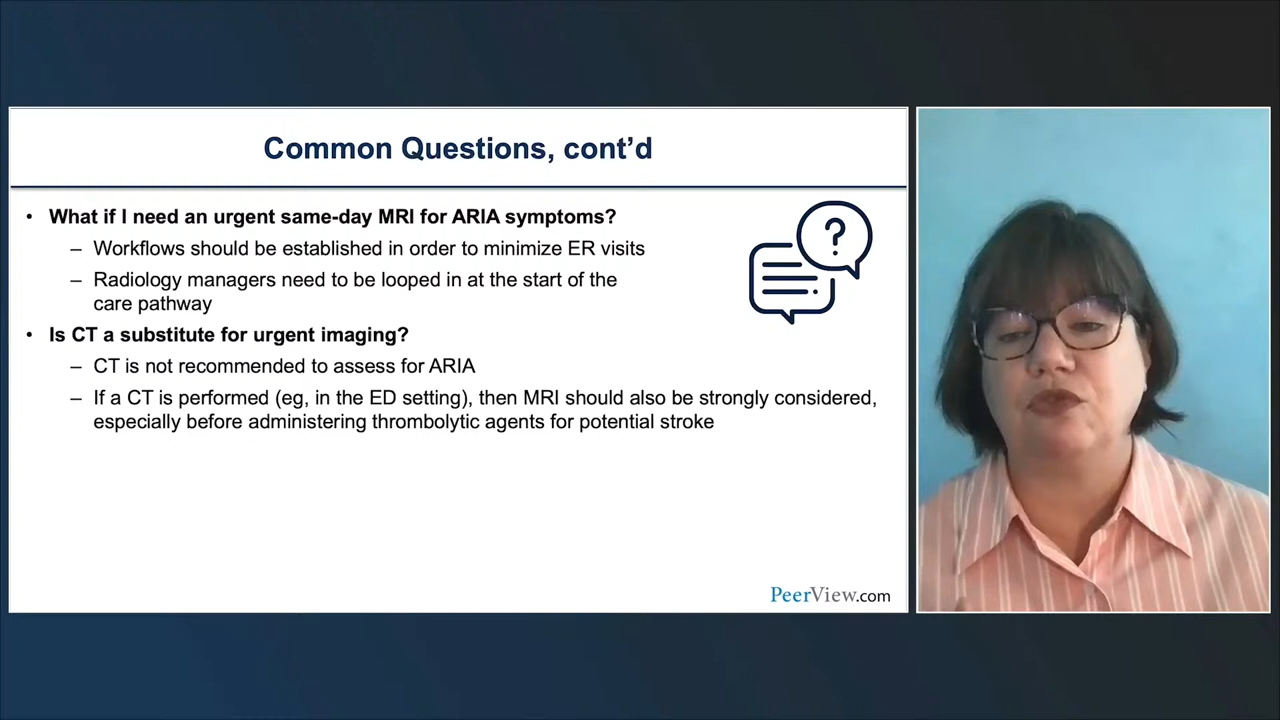 Common Questions, cont’d
• What if I need an urgent same-day MRI for ARIA symptoms?
– Workflows should be established in order to minimize ER visits
– Radiology managers need to be looped in at the start of the
care pathway
• Is CT a substitute for urgent imaging?
– CT is not recommended to assess for ARIA
– If a CT is performed (eg, in the ED setting), then MRI should also be strongly considered,
especially before administering thrombolytic agents for potential stroke
?
PeerView.com